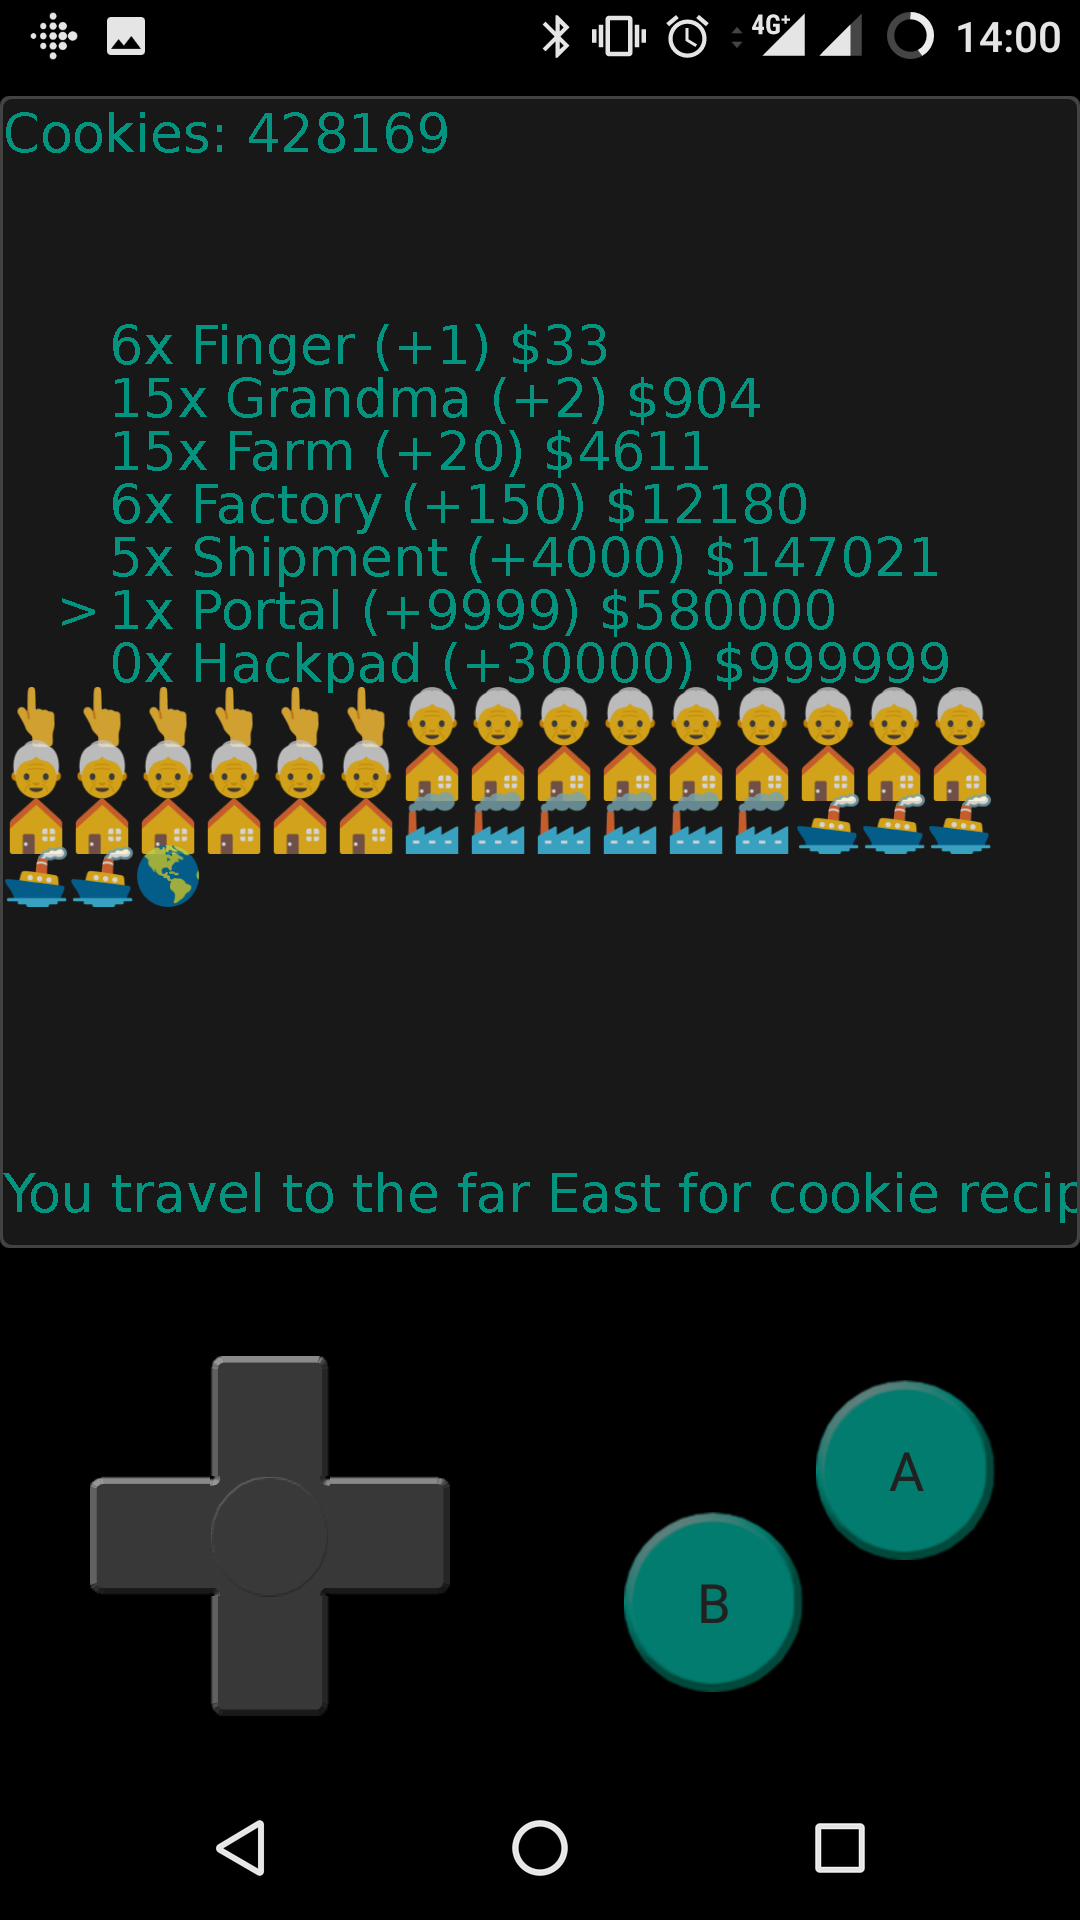 4G+ 14:00
Cookies: 428169
6x Finger (+1) $33
15x Grandma (+2) $904
15x Farm (+20) $4611
6x Factory (+150) $12180
5x Shipment (+4000) $147021
> 1x Portal (+9999) $580000
0x Hackpad (+30000) $999999
You travel to the far East for cookie recip
A
B